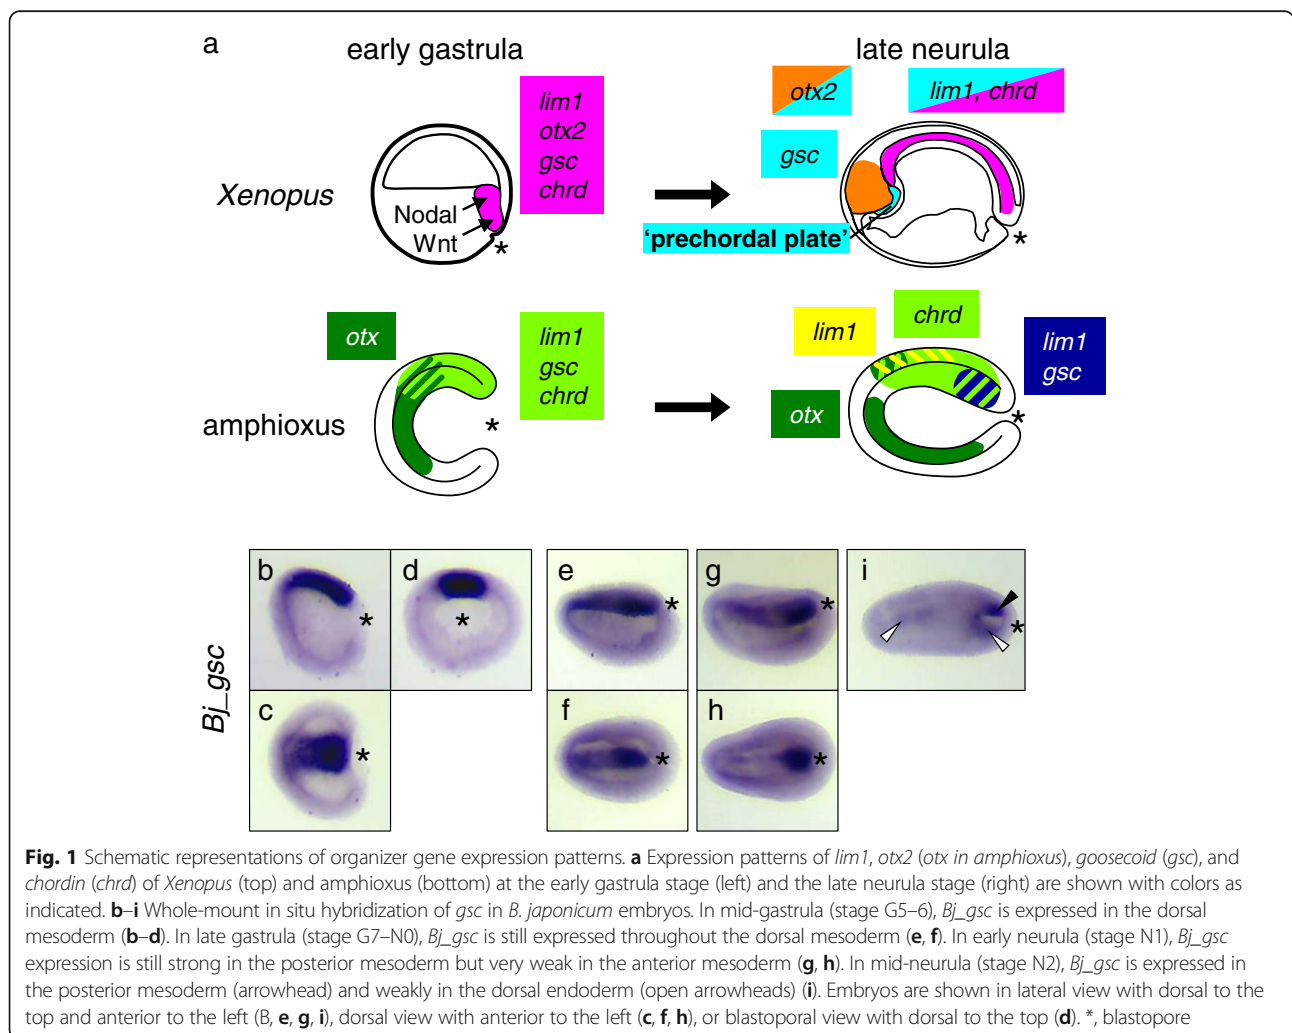 a
early gastrula
late neurula
Xenopus
lim1
otx2
gsc
chrd
Nodal
Wnt
*
otx2
lim1, chrd
gsc
'prechordal plate'
*
amphioxus
otx
lim1
gsc
chrd
*
lim1
chrd
lim1
gsc
otx
*
Bj_gsc
b
*
d
*
e
*
g
*
i
*
c
*
f
*
h
*
Fig. 1 Schematic representations of organizer gene expression patterns. a Expression patterns of lim1, otx2 (otx in amphioxus), goosecoid (gsc), and
chordin (chrd) of Xenopus (top) and amphioxus (bottom) at the early gastrula stage (left) and the late neurula stage (right) are shown with colors as
indicated. b–i Whole-mount in situ hybridization of gsc in B. japonicum embryos. In mid-gastrula (stage G5–6), Bj_gsc is expressed in the dorsal
mesoderm (b–d). In late gastrula (stage G7–N0), Bj_gsc is still expressed throughout the dorsal mesoderm (e, f). In early neurula (stage N1), Bj_gsc
expression is still strong in the posterior mesoderm but very weak in the anterior mesoderm (g, h). In mid-neurula (stage N2), Bj_gsc is expressed in
the posterior mesoderm (arrowhead) and weakly in the dorsal endoderm (open arrowheads) (i). Embryos are shown in lateral view with dorsal to the
top and anterior to the left (B, e, g, i), dorsal view with anterior to the left (c, f, h), or blastoporal view with dorsal to the top (d). *, blastopore